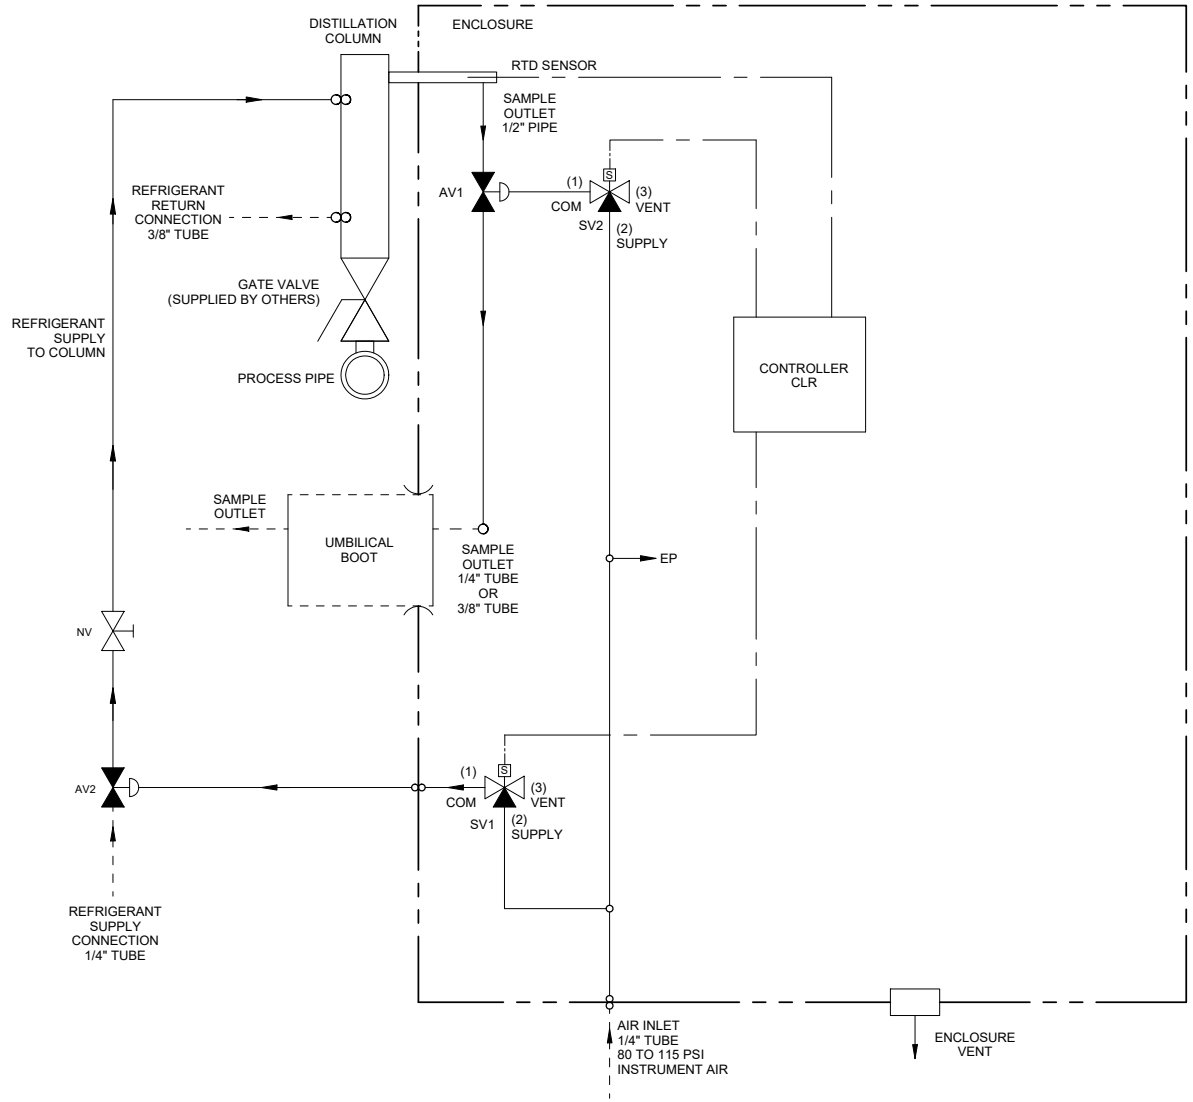 DISTILLATION
COLUMN
ENCLOSURE
RTD SENSOR
SAMPLE
OUTLET
1/2" PIPE
S
(1)
(3)
AV1
COM
VENT
SV2
(2)
SUPPLY
REFRIGERANT
RETURN
CONNECTION
3/8" TUBE
GATE VALVE
(SUPPLIED BY OTHERS)
REFRIGERANT
SUPPLY
TO COLUMN
PROCESS PIPE
CONTROLLER
CLR
SAMPLE
OUTLET
UMBILICAL
BOOT
SAMPLE
OUTLET
1/4" TUBE
OR
3/8" TUBE
EP
NV
S
(1)
(3)
AV2
COM
VENT
SV1
(2)
SUPPLY
REFRIGERANT
SUPPLY
CONNECTION
1/4" TUBE
AIR INLET
1/4" TUBE
80 TO 115 PSI
INSTRUMENT AIR
ENCLOSURE
VENT